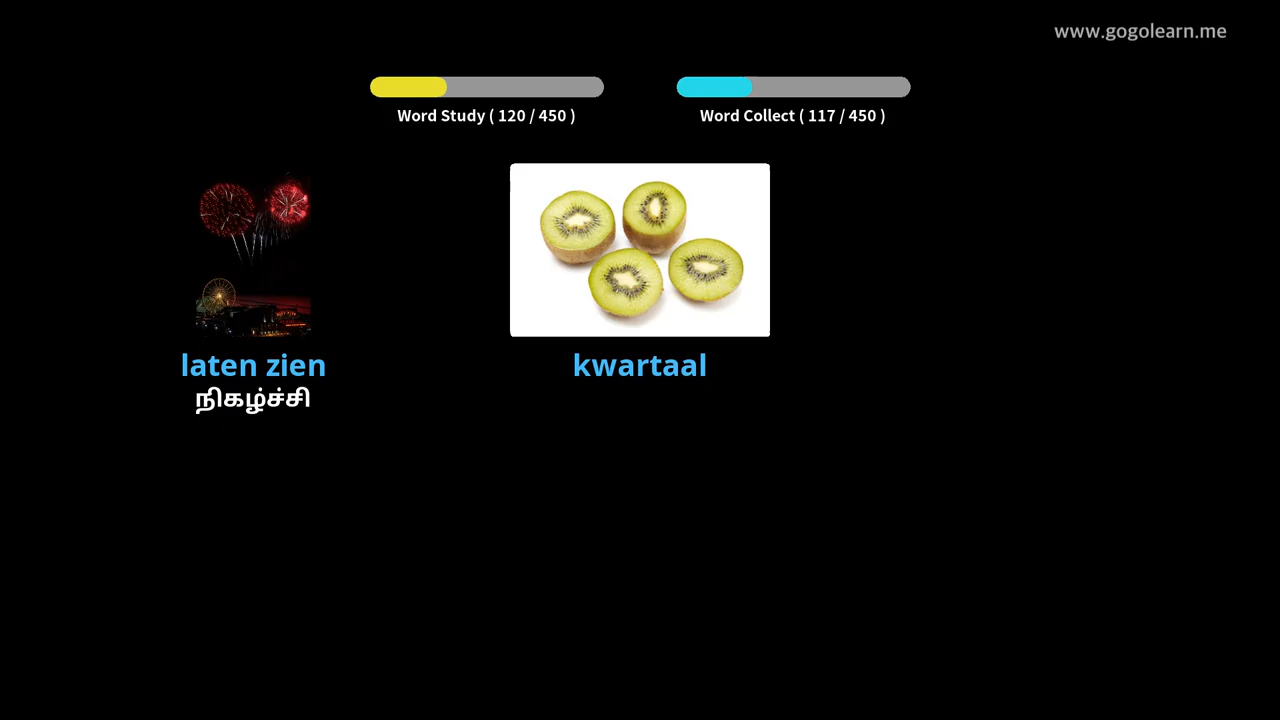 www.gogolearn.me
Word Study ( 120 / 450 )
Word Collect ( 117 / 450 )
laten zien
நிகழ்ச்சி
kwartaal